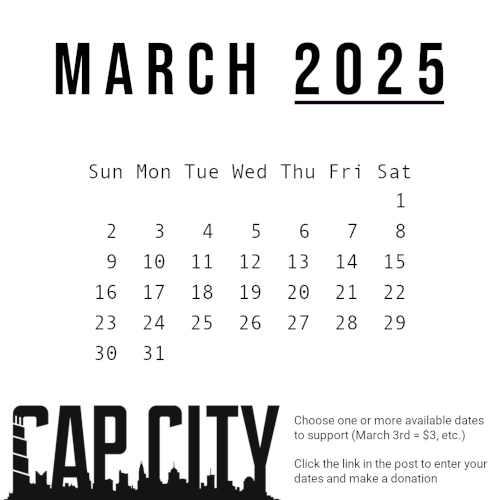 MARCH 2025
Sun Mon Tue Wed Thu Fri Sat
1
2 3 4 5 6 7 8
9 10 11 12 13 14 15
16 17 18 19 20 21 22
23 24 25 26 27 28 29
30 31
CAP CITY
Choose one or more available dates
to support (March 3rd = $3, etc.)
Click the link in the post to enter your
dates and make a donation